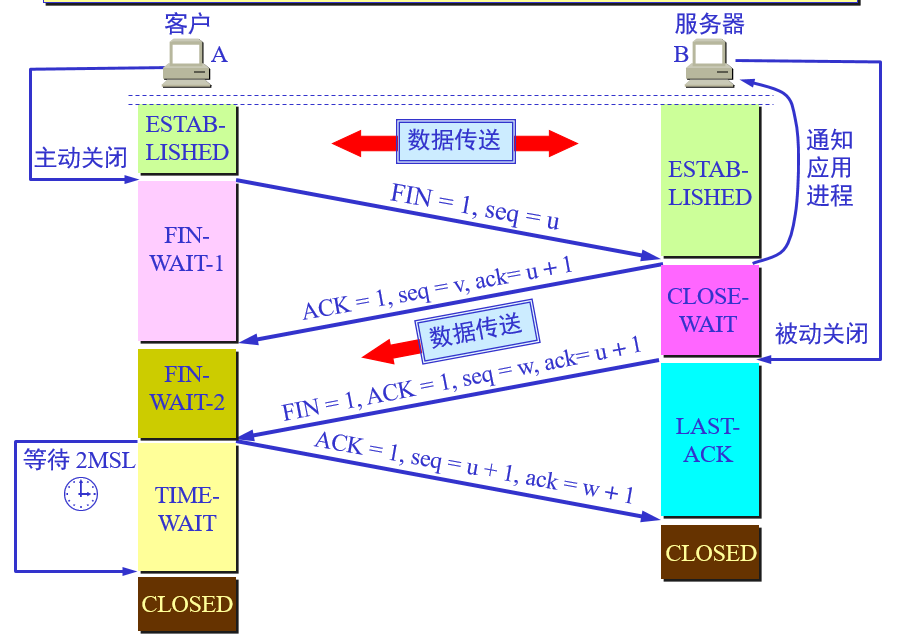 客户
服务器
A
B
ESTAB-
LISHED
数据传送
主动关闭
ESTAB-
LISHED
通知
应用
进程
FIN = 1, seq = u
FIN-
WAIT-1
ACK = 1, seq = v, ack= u + 1
CLOSE-
WAIT
数据传送
被动关闭
FIN-
WAIT-2
FIN = 1, ACK = 1, seq = w, ack= u + 1
LAST-
ACK
ACK = 1, seq = u + 1, ack = w + 1
等待 2MSL
TIME-
WAIT
CLOSED
CLOSED